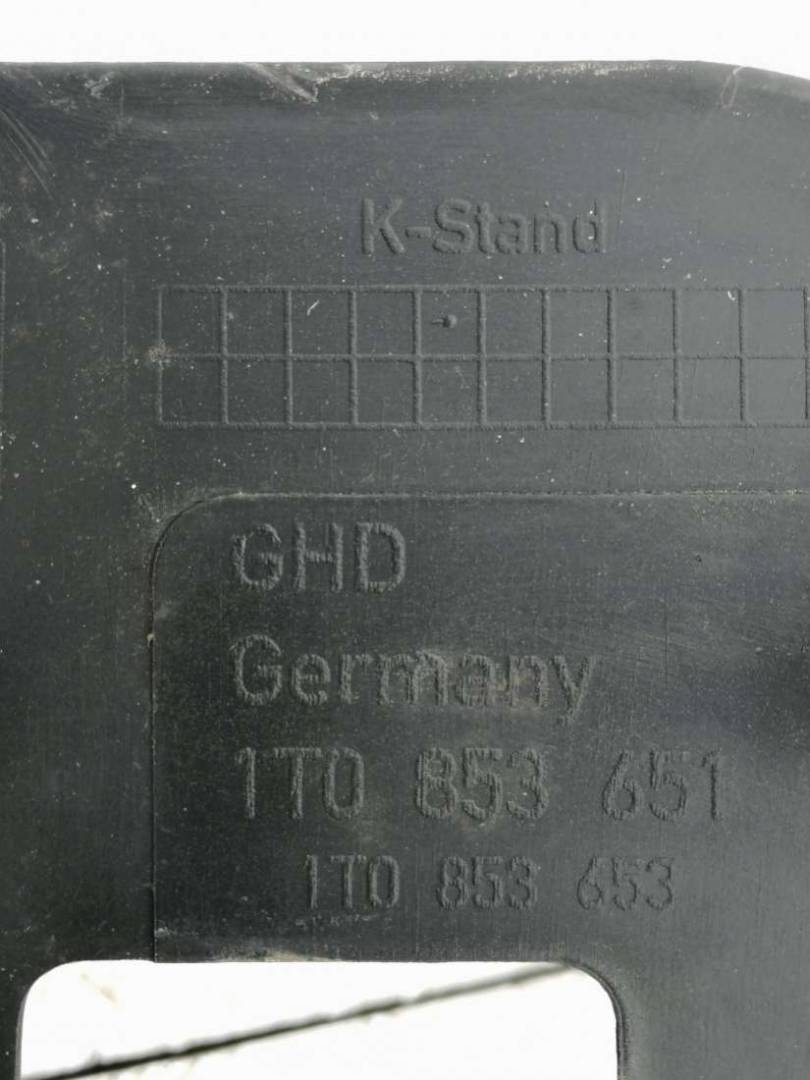 K-Stand
GHD
Germany
1T0 853 651
1T0 853 653